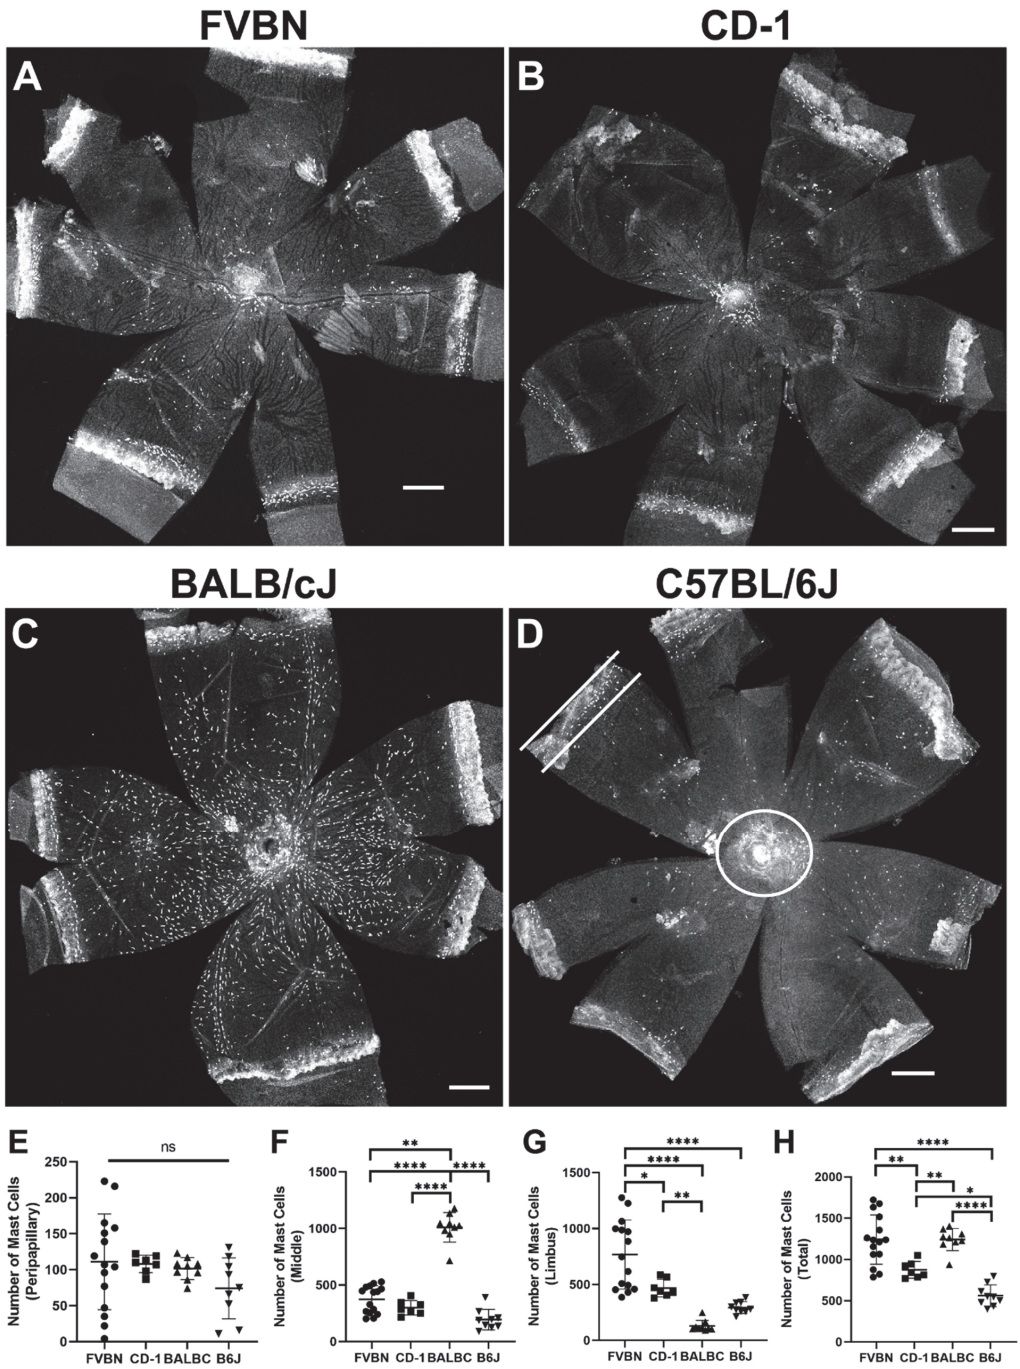 FVBN
CD-1
A
B
BALB/cJ
C57BL/6J
C
D
E
F
G
H
ns
Number of Mast Cells
(Peripapillary)
250
200
150
100
50
0
FVBN CD-1 BALBC B6J
**
**** ****
****
Number of Mast Cells
(Middle)
1500
1000
500
0
FVBN CD-1 BALBC B6J
****
****
*
**
Number of Mast Cells
(Limbus)
1500
1000
500
0
FVBN CD-1 BALBC B6J
****
**
**
*
****
Number of Mast Cells
(Total)
2000
1500
1000
500
0
FVBN CD-1 BALBC B6J